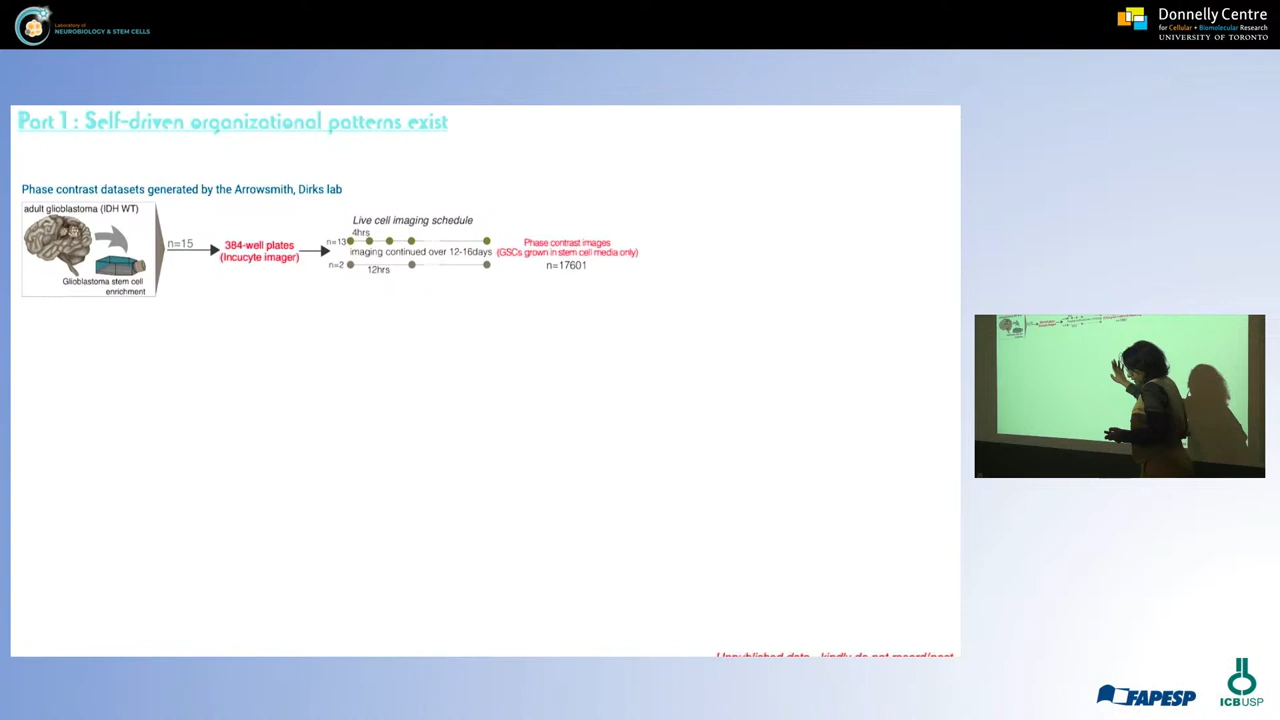 Laboratory of
NEUROBIOLOGY & STEM CELLS
Donnelly Centre
for Cellular + Biomolecular Research
UNIVERSITY OF TORONTO
Part 1 : Self-driven organizational patterns exist
Phase contrast datasets generated by the Arrowsmith, Dirks lab
adult glioblastoma (IDH WT)
Glioblastoma stem cell
enrichment
n=15
384-well plates
(Incucyte imager)
Live cell imaging schedule
4hrs
n=13
imaging continued over 12-16days
n=2
12hrs
Phase contrast images
(GSCs grown in stem cell media only)
n=17601
Unpublished data - kindly do not record/post
FAPESP
ICBUSP